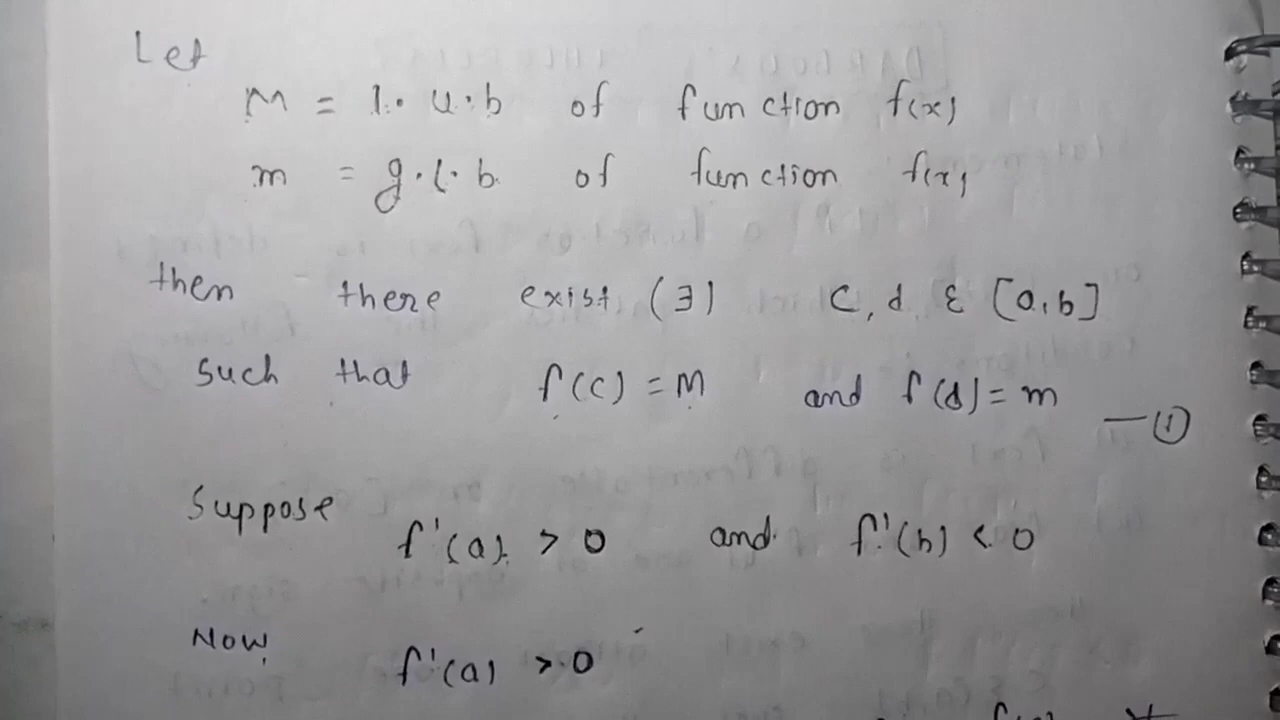 Let
M = l.u.b of function f(x)
m = g.l.b. of function f(x)
then there exist (∃) c, d ε [a,b]
such that f(c) = M and f(d) = m —①
Suppose
f'(a) > 0 and f'(b) < 0
Now,
f'(a) > 0